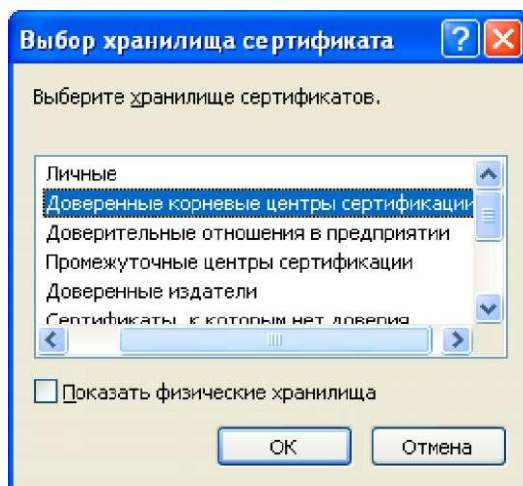 Выбор хранилища сертификата
Выберите хранилище сертификатов.
Личные
Доверенные корневые центры сертификации
Доверительные отношения в предприятии
Промежуточные центры сертификации
Доверенные издатели
Сертификаты, к которым нет доверия
Показать физические хранилища
ОК
Отмена